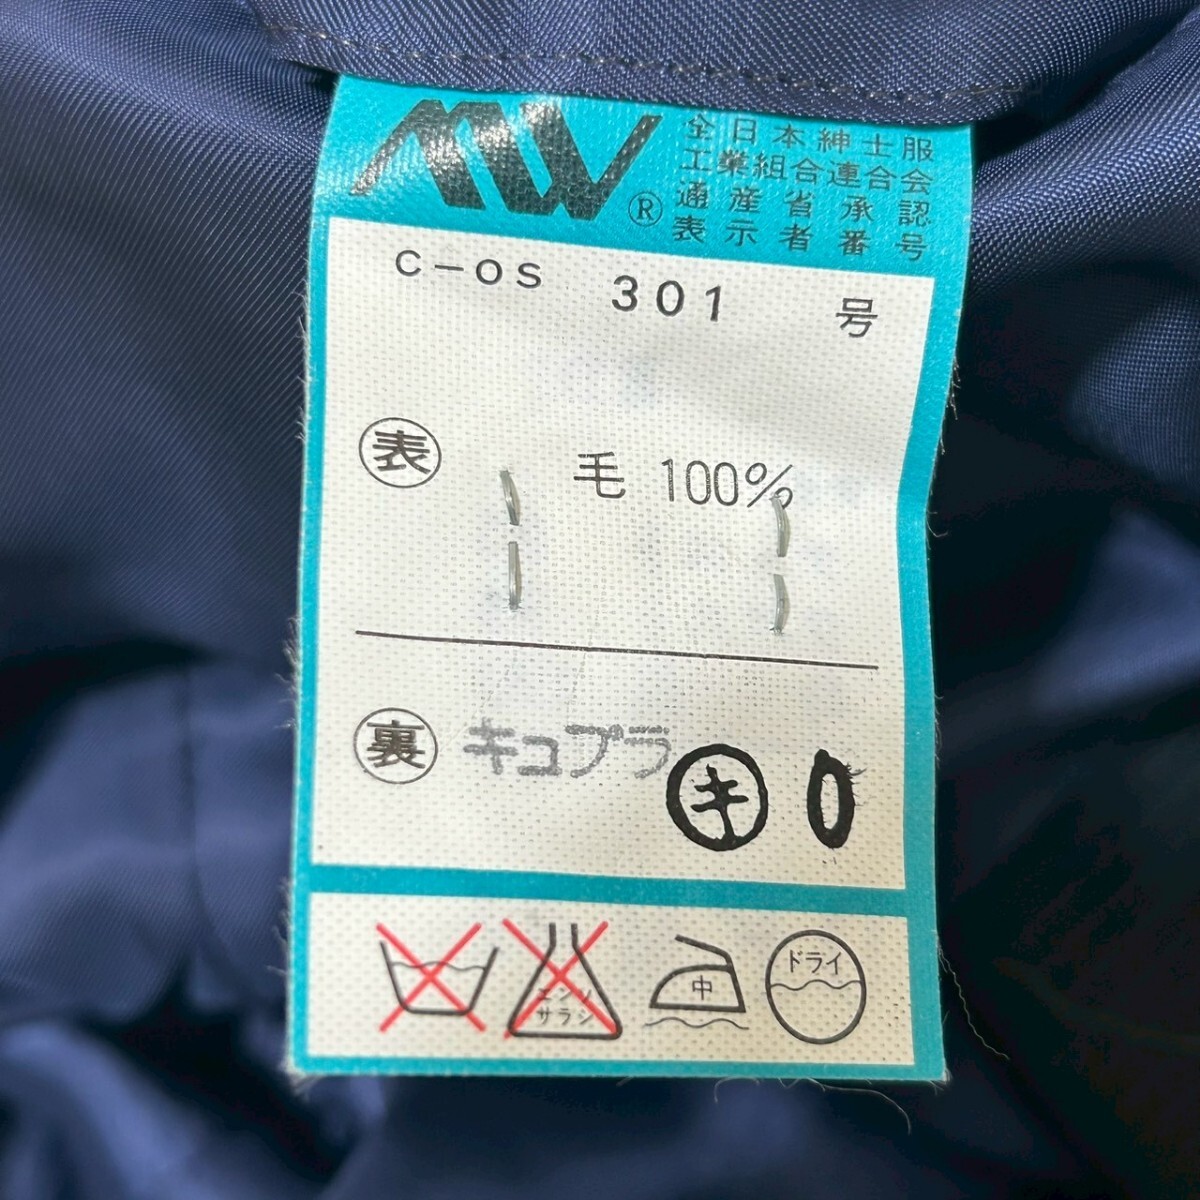 MW®
全日本紳士服
工業組合連合会
通産省承認
表示者番号
C-OS 301 号
表 毛 100%
裏 キュプラ キ 0
エンソ
サラシ
中
ドライ